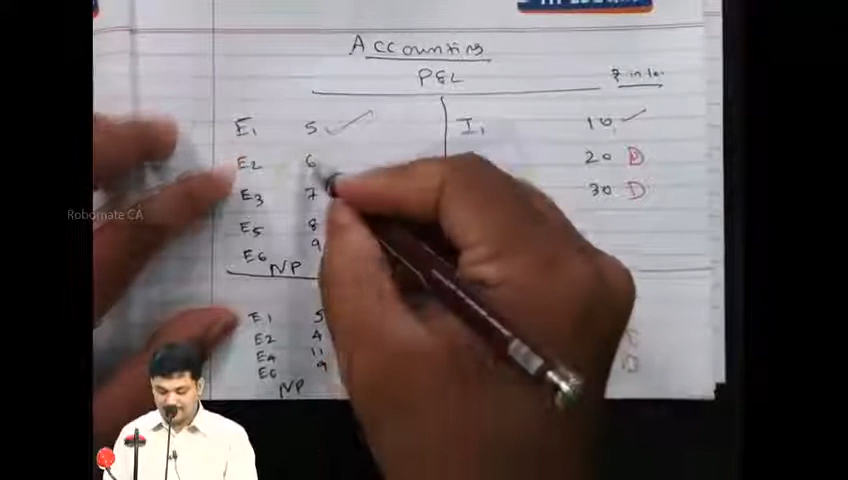 Accounting
P&L
₹ in lac
E1 5 ✓ I1 10 ✓
E2 6 20 D
E3 7 30 D
E5 8
E6 9
NP
E1 5
E2 4
E4 11
E6 9
NP
Robomate CA